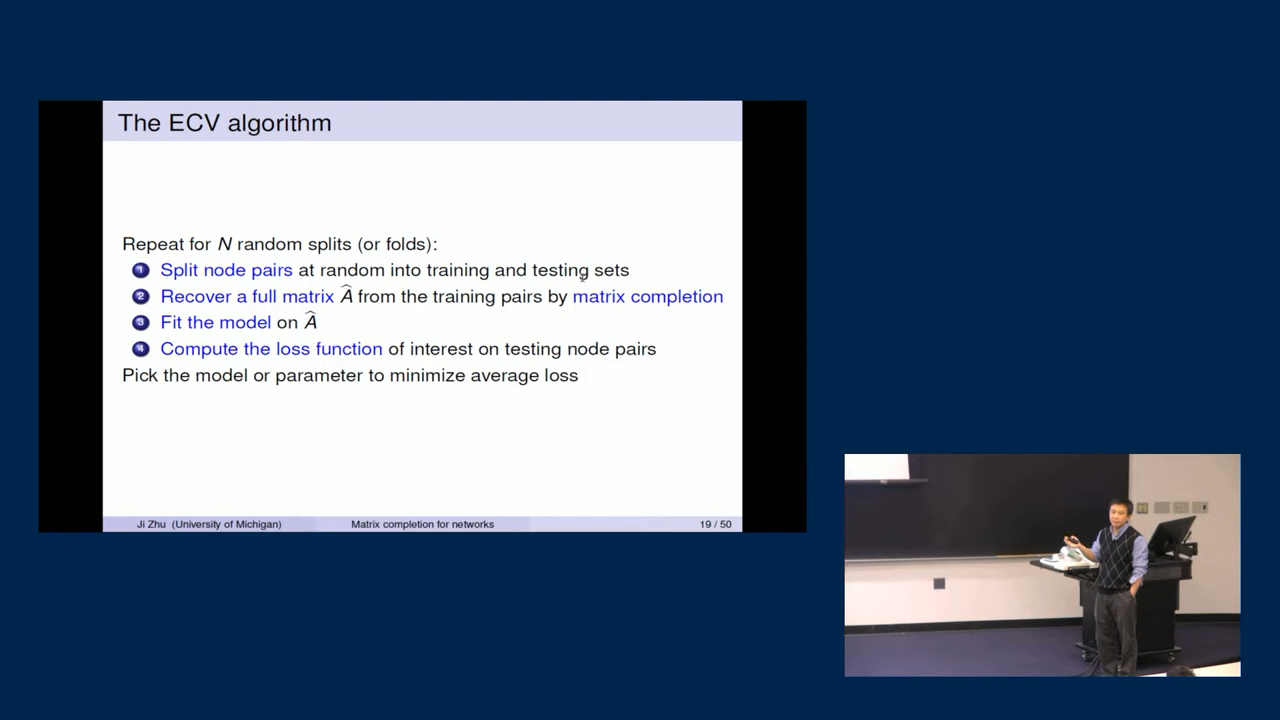 The ECV algorithm
Repeat for N random splits (or folds):
1 Split node pairs at random into training and testing sets
2 Recover a full matrix Â from the training pairs by matrix completion
3 Fit the model on Â
4 Compute the loss function of interest on testing node pairs
Pick the model or parameter to minimize average loss
Ji Zhu (University of Michigan) Matrix completion for networks 19 / 50